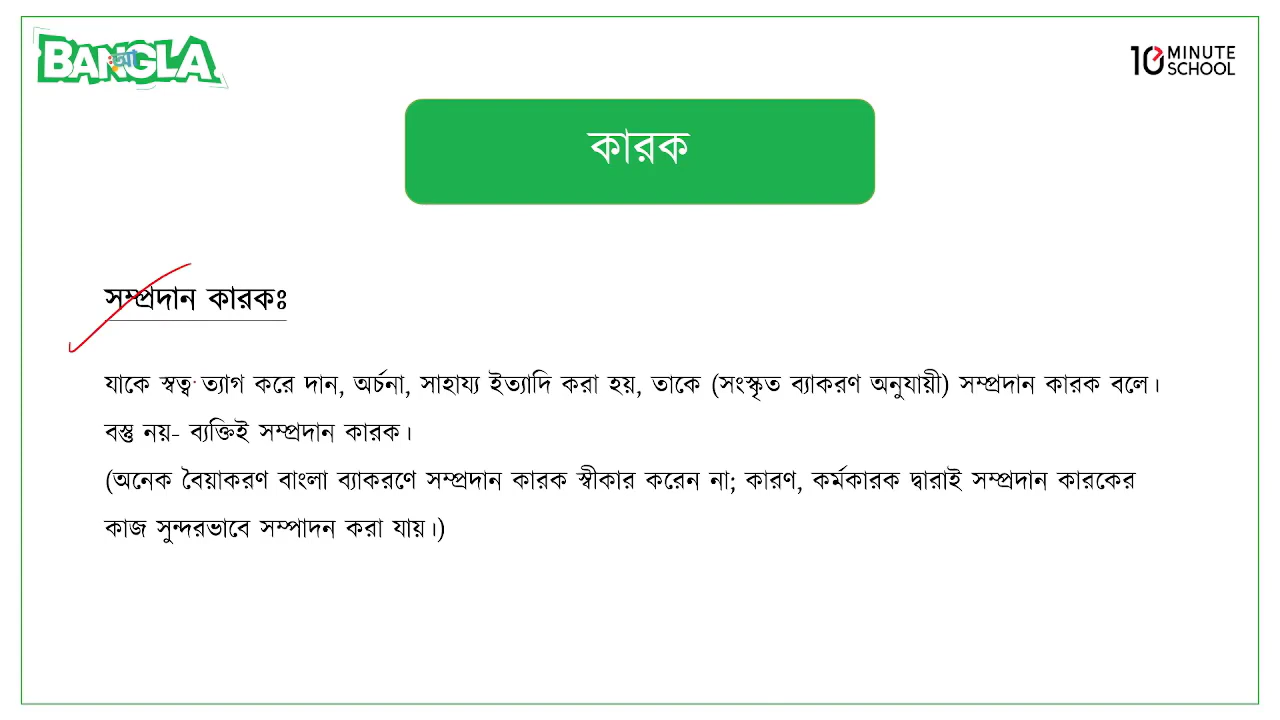 BANGLA
আ
10 MINUTE SCHOOL
কারক
সম্প্রদান কারকঃ
যাকে স্বত্ব ত্যাগ করে দান, অর্চনা, সাহায্য ইত্যাদি করা হয়, তাকে (সংস্কৃত ব্যাকরণ অনুযায়ী) সম্প্রদান কারক বলে।
বস্তু নয়- ব্যক্তিই সম্প্রদান কারক।
(অনেক বৈয়াকরণ বাংলা ব্যাকরণে সম্প্রদান কারক স্বীকার করেন না; কারণ, কর্মকারক দ্বারাই সম্প্রদান কারকের
কাজ সুন্দরভাবে সম্পাদন করা যায়।)